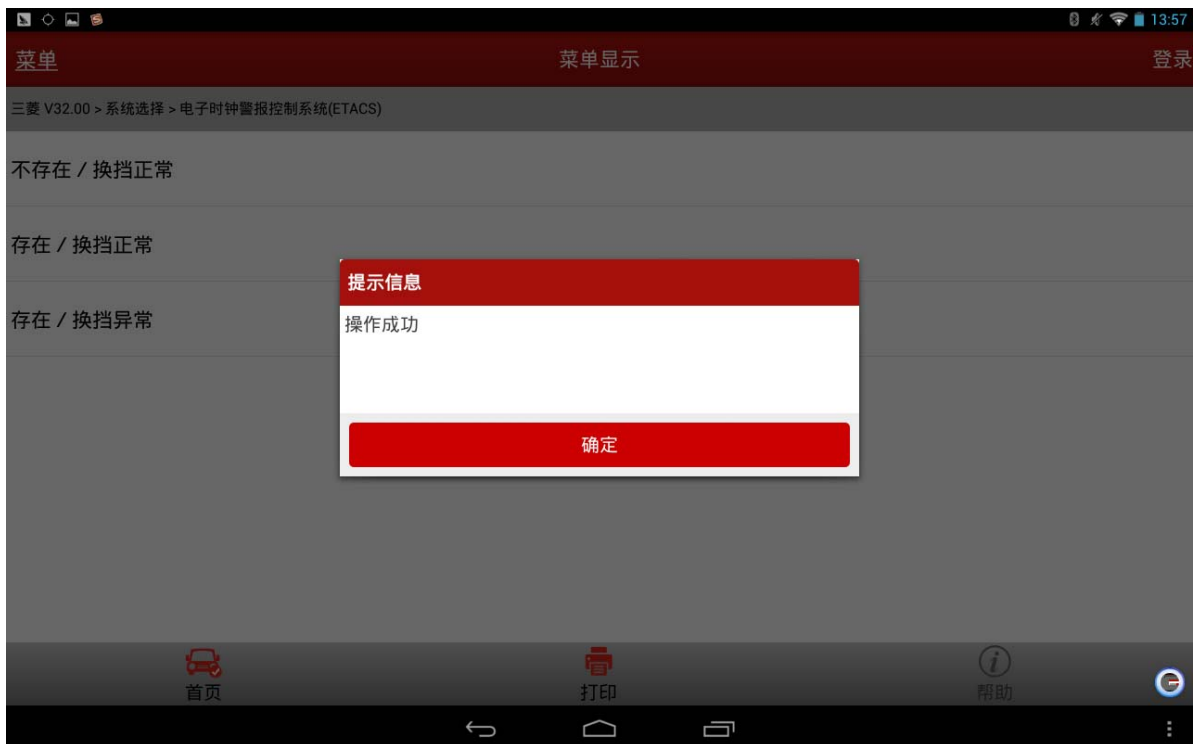 13:57
菜单
菜单显示
登录
三菱 V32.00 > 系统选择 > 电子时钟警报控制系统(ETACS)
不存在 / 换挡正常
存在 / 换挡正常
存在 / 换挡异常
提示信息
操作成功
确定
首页
打印
帮助